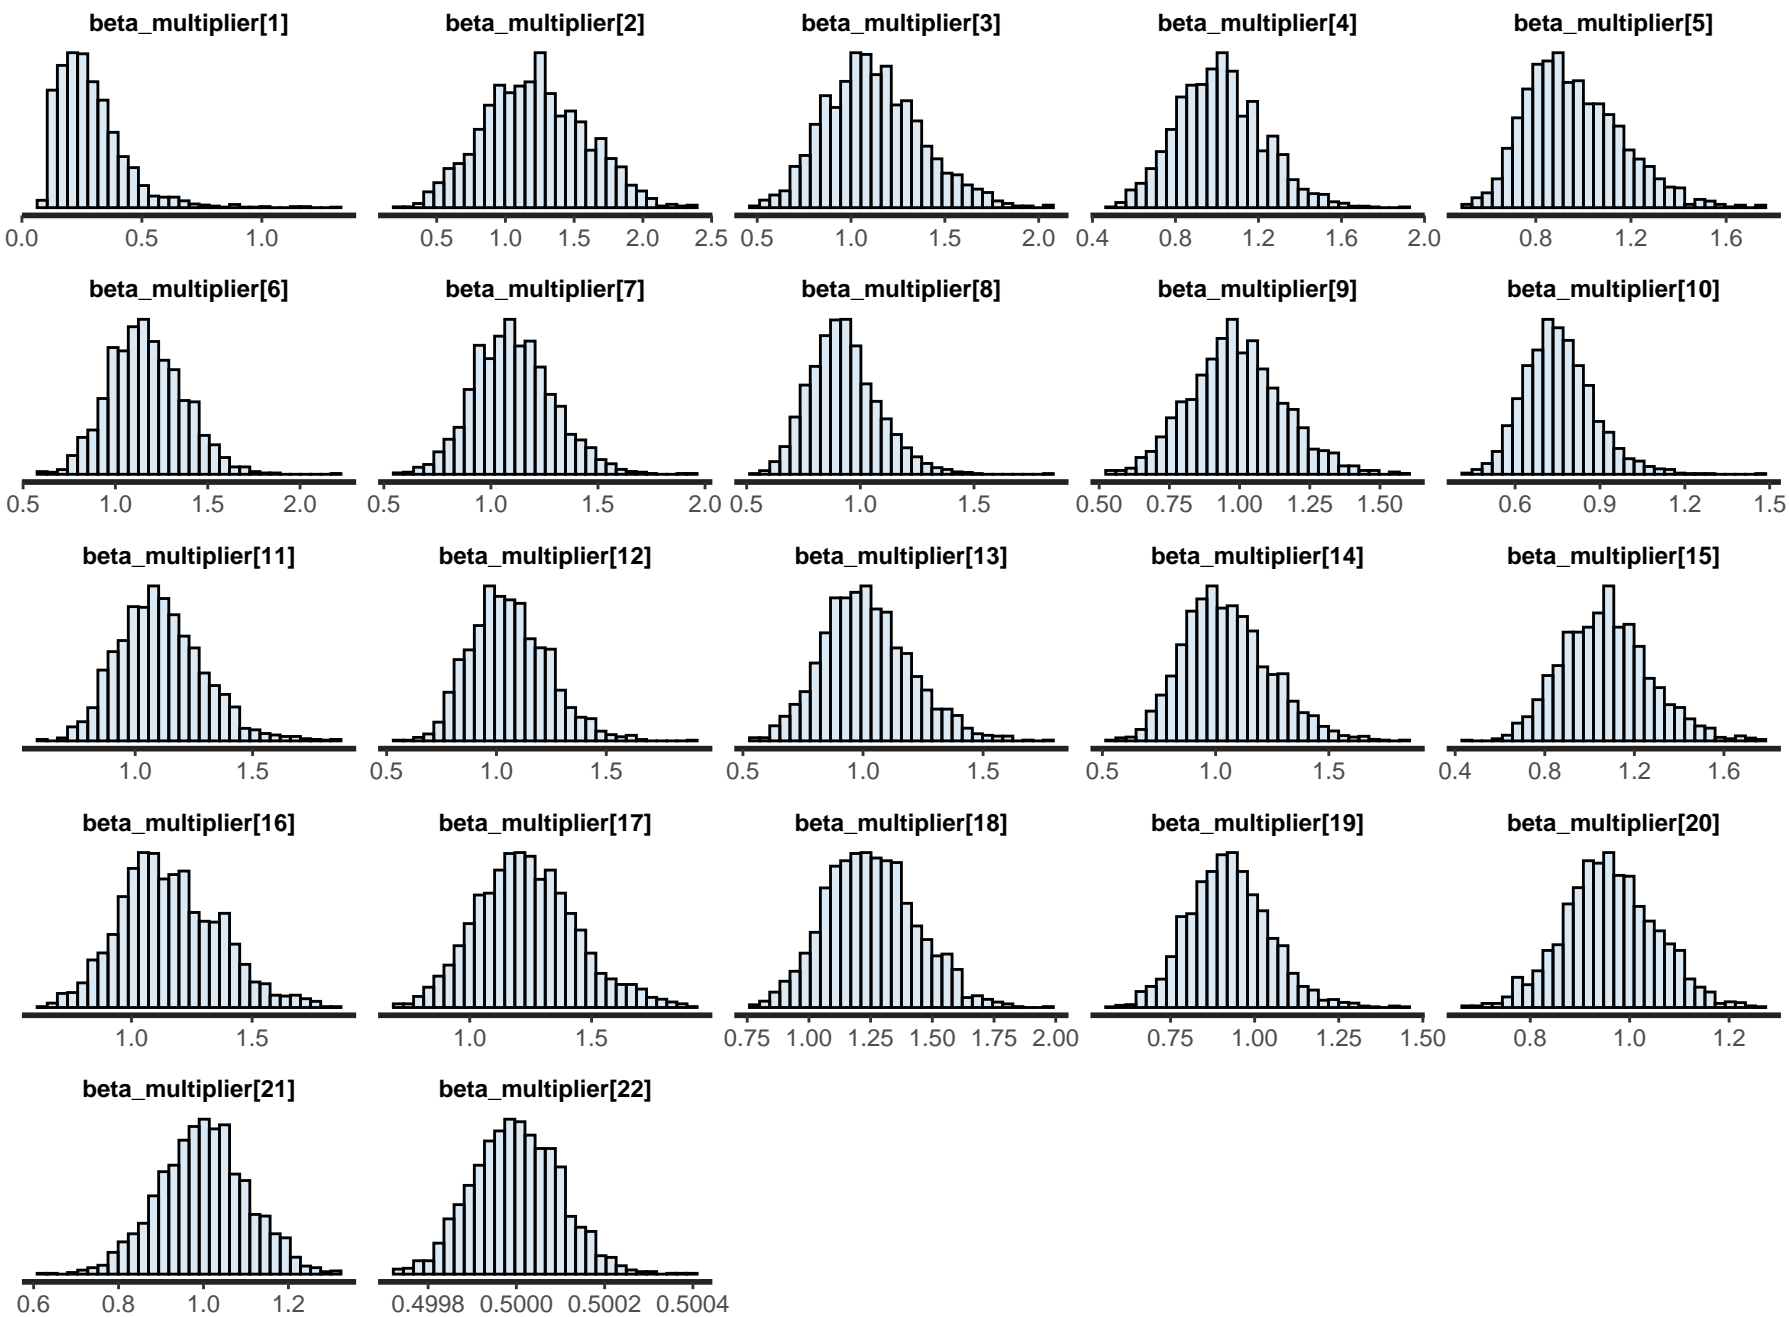 beta_multiplier[1] beta_multiplier[2] beta_multiplier[3] beta_multiplier[4] beta_multiplier[5]
0.0 0.5 1.0 0.5 1.0 1.5 2.0 2.5 0.5 1.0 1.5 2.0 0.4 0.8 1.2 1.6 2.0 0.8 1.2 1.6
beta_multiplier[6] beta_multiplier[7] beta_multiplier[8] beta_multiplier[9] beta_multiplier[10]
0.5 1.0 1.5 2.0 0.5 1.0 1.5 2.0 0.5 1.0 1.5 0.50 0.75 1.00 1.25 1.50 0.6 0.9 1.2 1.5
beta_multiplier[11] beta_multiplier[12] beta_multiplier[13] beta_multiplier[14] beta_multiplier[15]
1.0 1.5 0.5 1.0 1.5 0.5 1.0 1.5 0.5 1.0 1.5 0.4 0.8 1.2 1.6
beta_multiplier[16] beta_multiplier[17] beta_multiplier[18] beta_multiplier[19] beta_multiplier[20]
1.0 1.5 1.0 1.5 0.75 1.00 1.25 1.50 1.75 2.00 0.75 1.00 1.25 1.50 0.8 1.0 1.2
beta_multiplier[21] beta_multiplier[22]
0.6 0.8 1.0 1.2 0.4998 0.5000 0.5002 0.5004